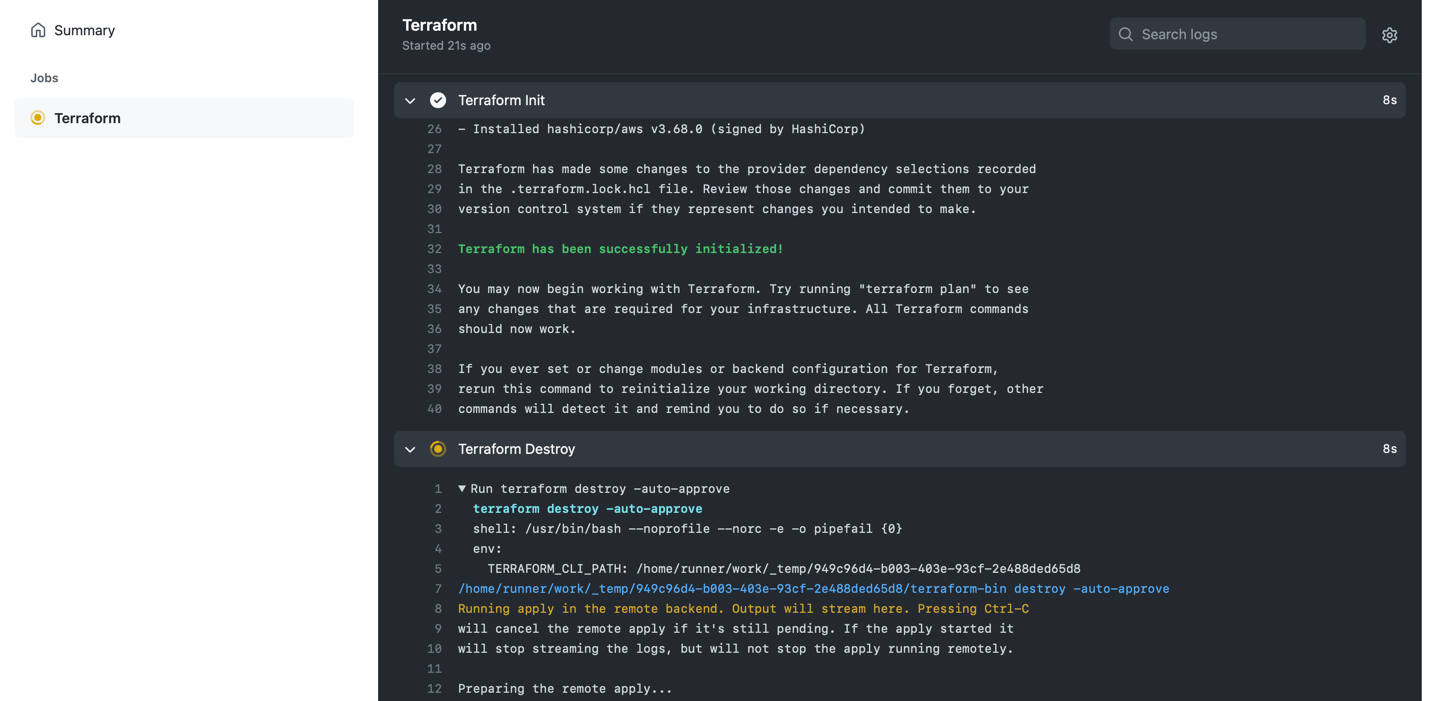 Summary
Jobs
Terraform
Terraform
Started 21s ago
Search logs
Terraform Init 8s
26 - Installed hashicorp/aws v3.68.0 (signed by HashiCorp)
27
28 Terraform has made some changes to the provider dependency selections recorded
29 in the .terraform.lock.hcl file. Review those changes and commit them to your
30 version control system if they represent changes you intended to make.
31
32 Terraform has been successfully initialized!
33
34 You may now begin working with Terraform. Try running "terraform plan" to see
35 any changes that are required for your infrastructure. All Terraform commands
36 should now work.
37
38 If you ever set or change modules or backend configuration for Terraform,
39 rerun this command to reinitialize your working directory. If you forget, other
40 commands will detect it and remind you to do so if necessary.
Terraform Destroy 8s
1 ▼ Run terraform destroy -auto-approve
2 terraform destroy -auto-approve
3 shell: /usr/bin/bash --noprofile --norc -e -o pipefail {0}
4 env:
5 TERRAFORM_CLI_PATH: /home/runner/work/_temp/949c96d4-b003-403e-93cf-2e488ded65d8
7 /home/runner/work/_temp/949c96d4-b003-403e-93cf-2e488ded65d8/terraform-bin destroy -auto-approve
8 Running apply in the remote backend. Output will stream here. Pressing Ctrl-C
9 will cancel the remote apply if it's still pending. If the apply started it
10 will stop streaming the logs, but will not stop the apply running remotely.
11
12 Preparing the remote apply...